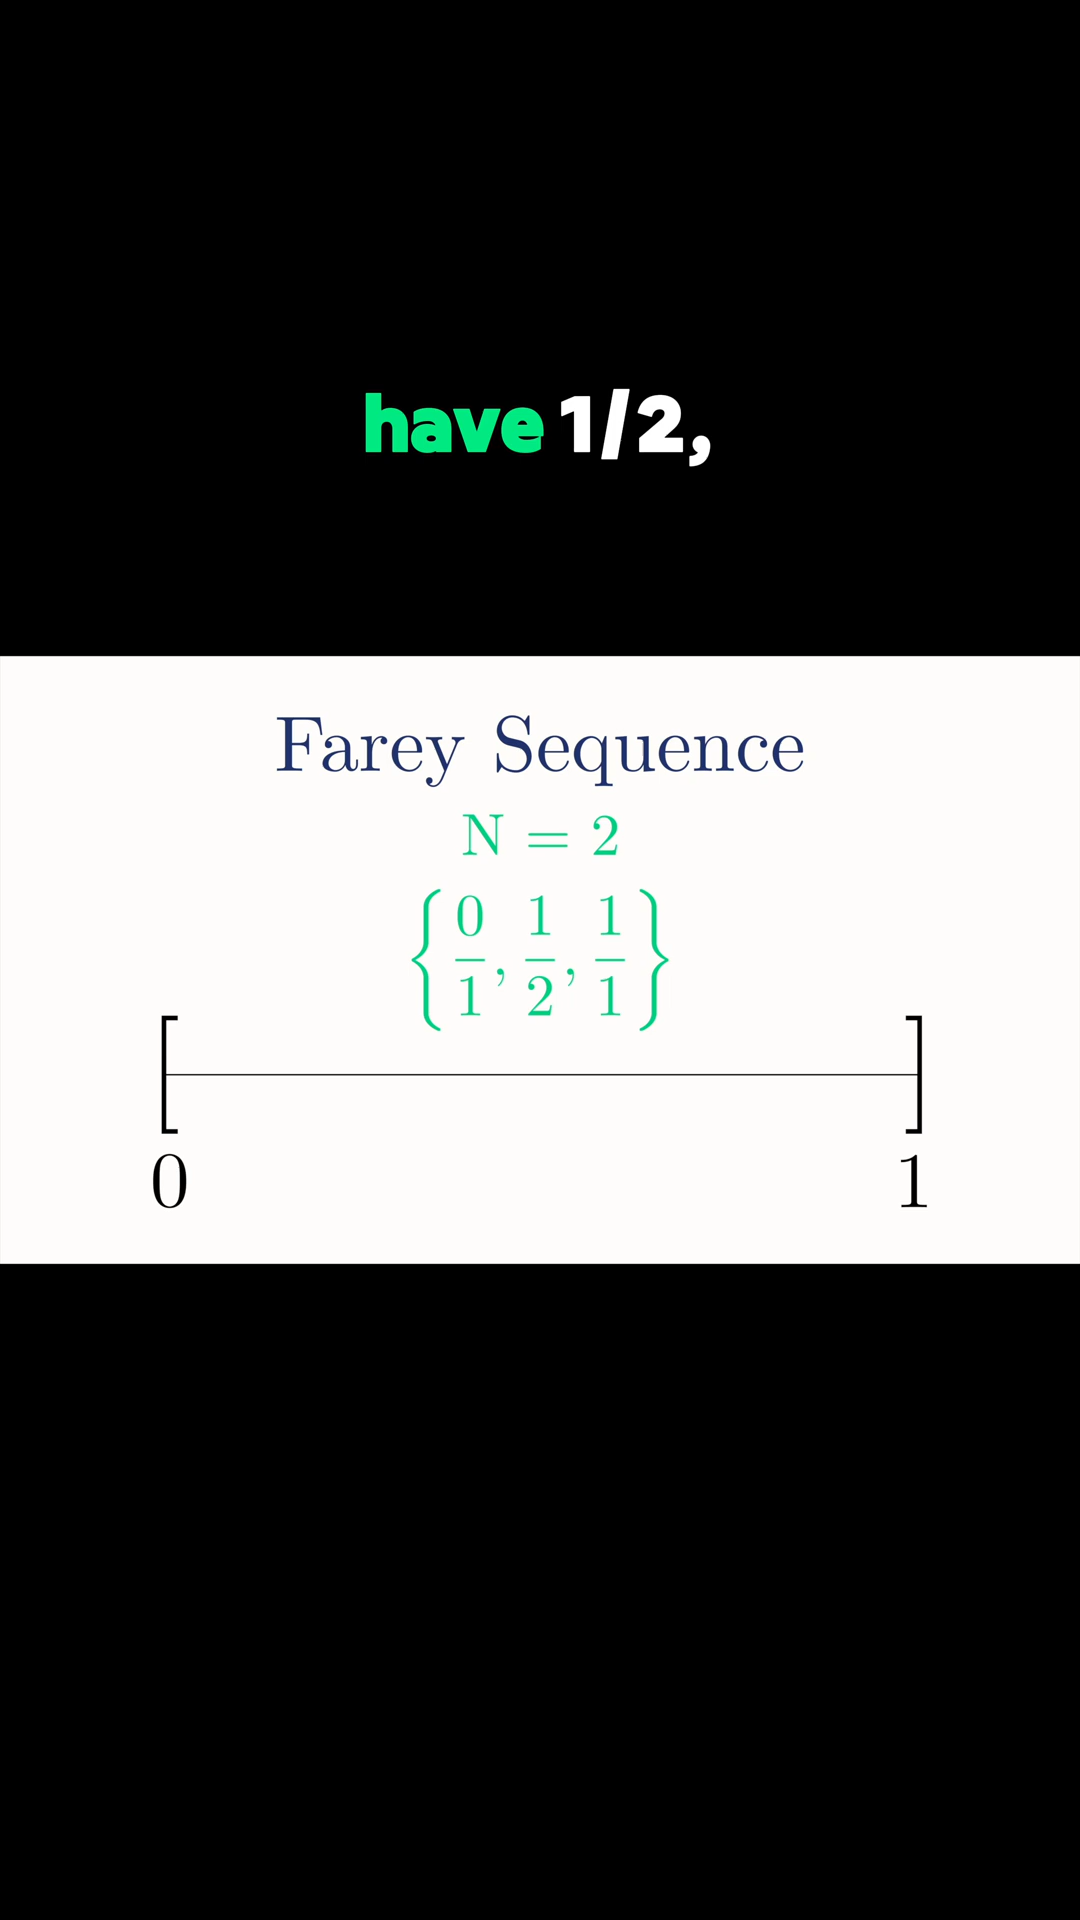 have 1/2,
Farey Sequence
N = 2
{0/1, 1/2, 1/1}
[ ]
0 1